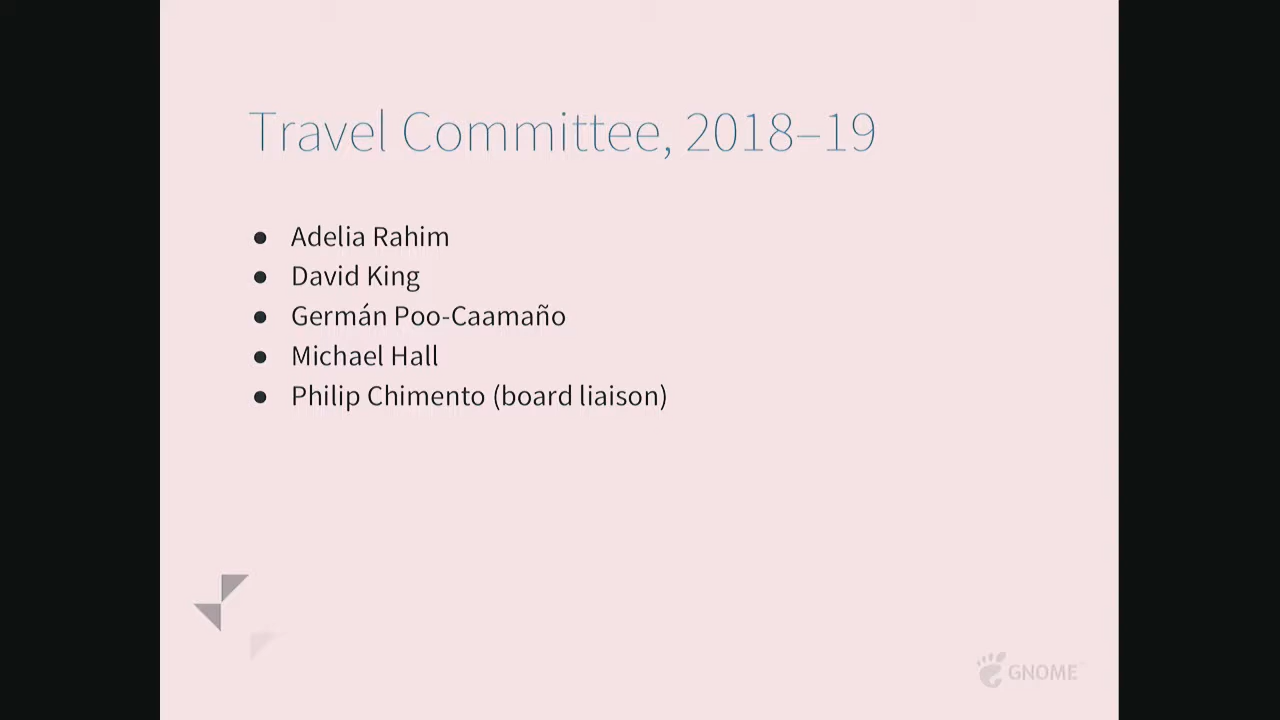 Travel Committee, 2018–19
● Adelia Rahim
● David King
● Germán Poo-Caamaño
● Michael Hall
● Philip Chimento (board liaison)
GNOME